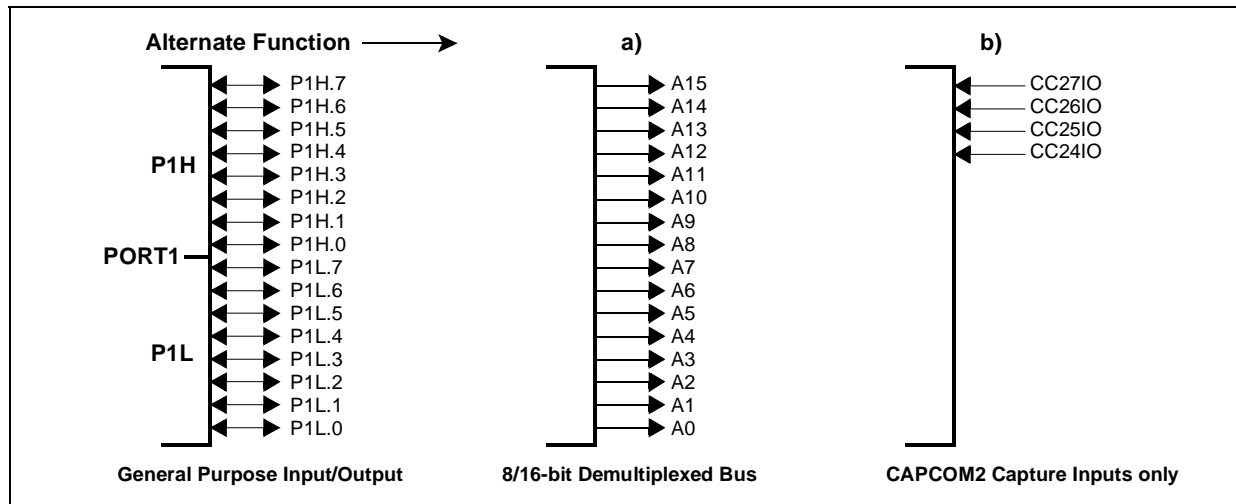 Alternate Function a) b)
P1H.7 A15 CC27IO
P1H.6 A14 CC26IO
P1H.5 A13 CC25IO
P1H.4 A12 CC24IO
P1H P1H.3 A11
P1H.2 A10
P1H.1 A9
P1H.0 A8
PORT1
P1L.7 A7
P1L.6 A6
P1L.5 A5
P1L.4 A4
P1L P1L.3 A3
P1L.2 A2
P1L.1 A1
P1L.0 A0
General Purpose Input/Output 8/16-bit Demultiplexed Bus CAPCOM2 Capture Inputs only